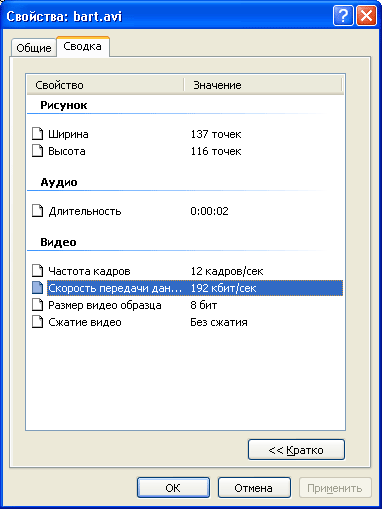 Свойства: bart.avi
Общие Сводка
Свойство Значение
Рисунок
Ширина 137 точек
Высота 116 точек
Аудио
Длительность 0:00:02
Видео
Частота кадров 12 кадров/сек
Скорость передачи дан... 192 кбит/сек
Размер видео образца 8 бит
Сжатие видео Без сжатия
<< Кратко
ОК Отмена Применить